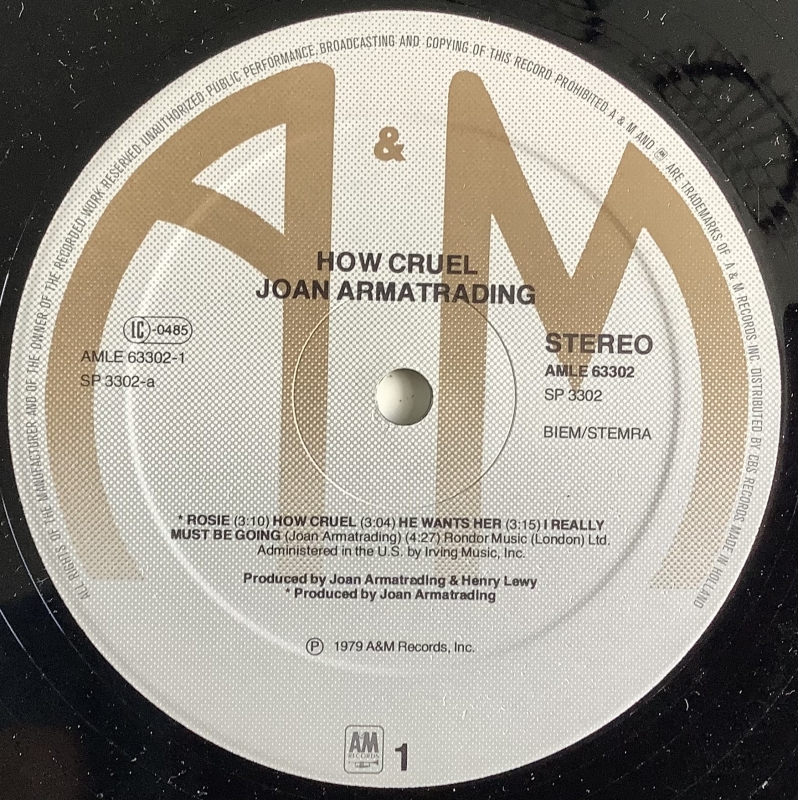 ALL RIGHTS OF THE MANUFACTURER AND OF THE OWNER OF THE RECORDED WORK RESERVED. UNAUTHORIZED PUBLIC PERFORMANCE, BROADCASTING AND COPYING OF THIS RECORD PROHIBITED A & M AND ARE TRADEMARKS OF A & M RECORDS INC. DISTRIBUTED BY CBS RECORDS MADE IN HOLLAND
A & M
HOW CRUEL
JOAN ARMATRADING
LC-0485
AMLE 63302-1
SP 3302-a
STEREO
AMLE 63302
SP 3302
BIEM/STEMRA
* ROSIE (3:10) HOW CRUEL (3:04) HE WANTS HER (3:15) I REALLY
MUST BE GOING (Joan Armatrading) (4:27) Rondor Music (London) Ltd.
Administered in the U.S. by Irving Music, Inc.
Produced by Joan Armatrading & Henry Lewy
* Produced by Joan Armatrading
℗ 1979 A&M Records, Inc.
A&M
RECORDS
1